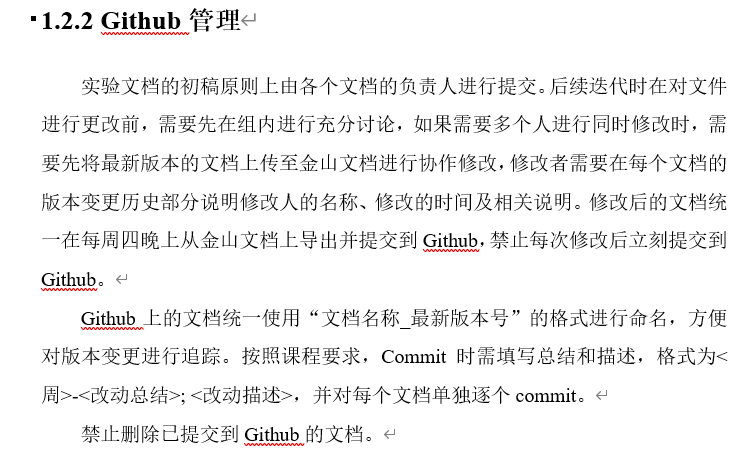 1.2.2 Github 管理
实验文档的初稿原则上由各个文档的负责人进行提交。后续迭代时在对文件
进行更改前，需要先在组内进行充分讨论，如果需要多个人进行同时修改时，需
要先将最新版本的文档上传至金山文档进行协作修改，修改者需要在每个文档的
版本变更历史部分说明修改人的名称、修改的时间及相关说明。修改后的文档统
一在每周四晚上从金山文档上导出并提交到 Github，禁止每次修改后立刻提交到
Github。
Github 上的文档统一使用“文档名称_最新版本号”的格式进行命名，方便
对版本变更进行追踪。按照课程要求，Commit 时需填写总结和描述，格式为<
周>-<改动总结>; <改动描述>，并对每个文档单独逐个 commit。
禁止删除已提交到 Github 的文档。